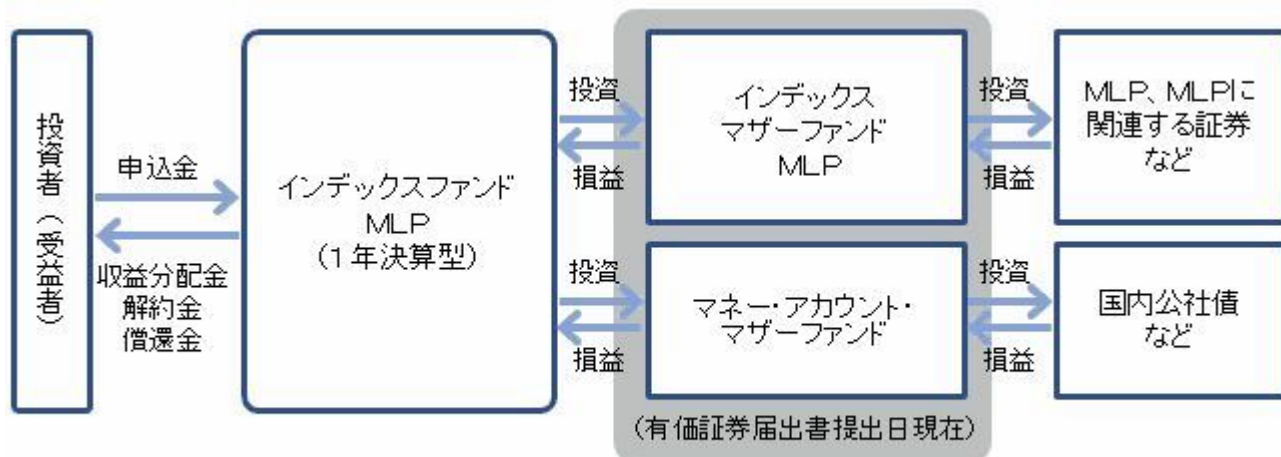 投資者（受益者）
申込金
収益分配金
解約金
償還金
インデックスファンド
MLP
（1年決算型）
投資
損益
投資
損益
インデックス
マザーファンド
MLP
マネー・アカウント・
マザーファンド
（有価証券届出書提出日現在）
投資
損益
投資
損益
MLP、MLPに
関連する証券
など
国内公社債
など